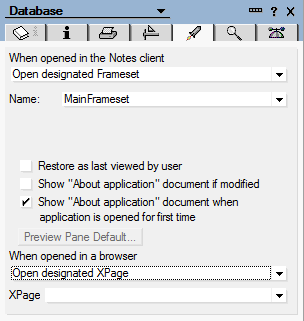 Database
? X
i
When opened in the Notes client
Open designated Frameset
Name: MainFrameset
Restore as last viewed by user
Show "About application" document if modified
Show "About application" document when
application is opened for first time
Preview Pane Default...
When opened in a browser
Open designated XPage
XPage